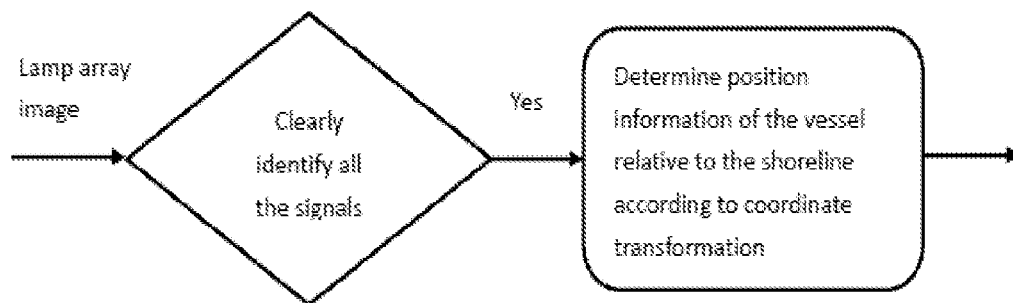 Lamp array
image
Clearly
identify all
the signals
Yes
Determine position
information of the vessel
relative to the shoreline
according to coordinate
transformation